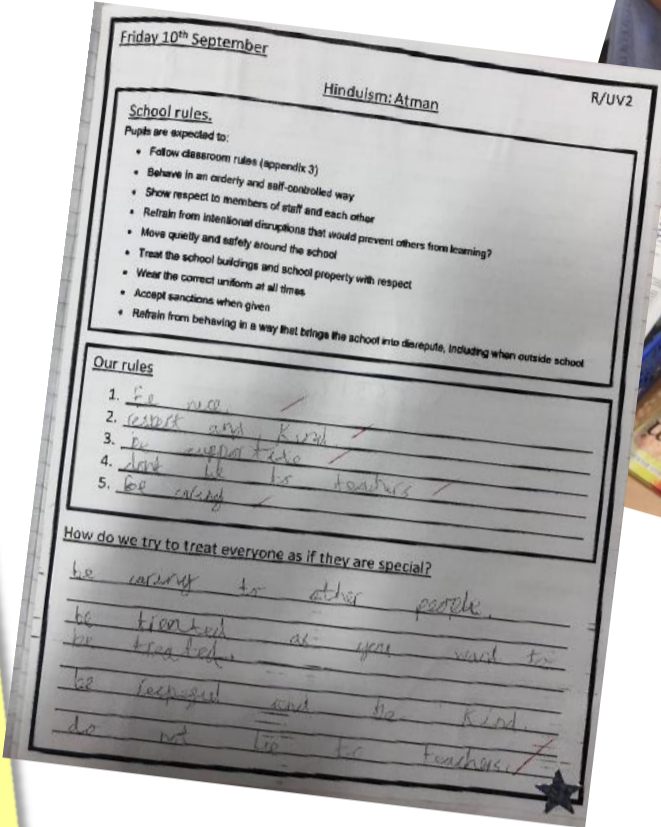 Friday 10th September
Hinduism: Atman
R/UV2
School rules.
Pupils are expected to:
• Follow classroom rules (appendix 3)
• Behave in an orderly and self-controlled way
• Show respect to members of staff and each other
• Refrain from intentional disruptions that would prevent others from learning?
• Move quietly and safely around the school
• Treat the school buildings and school property with respect
• Wear the correct uniform at all times
• Accept sanctions when given
• Refrain from behaving in a way that brings the school into disrepute, including when outside school
Our rules
1. be nice.
2. respect and kind.
3. be
4. dont lie to teachers
5. be caring
How do we try to treat everyone as if they are special?
be caring to other people.
be treated as you want to
be treated.
be and be kind.
do not lie to teachers.